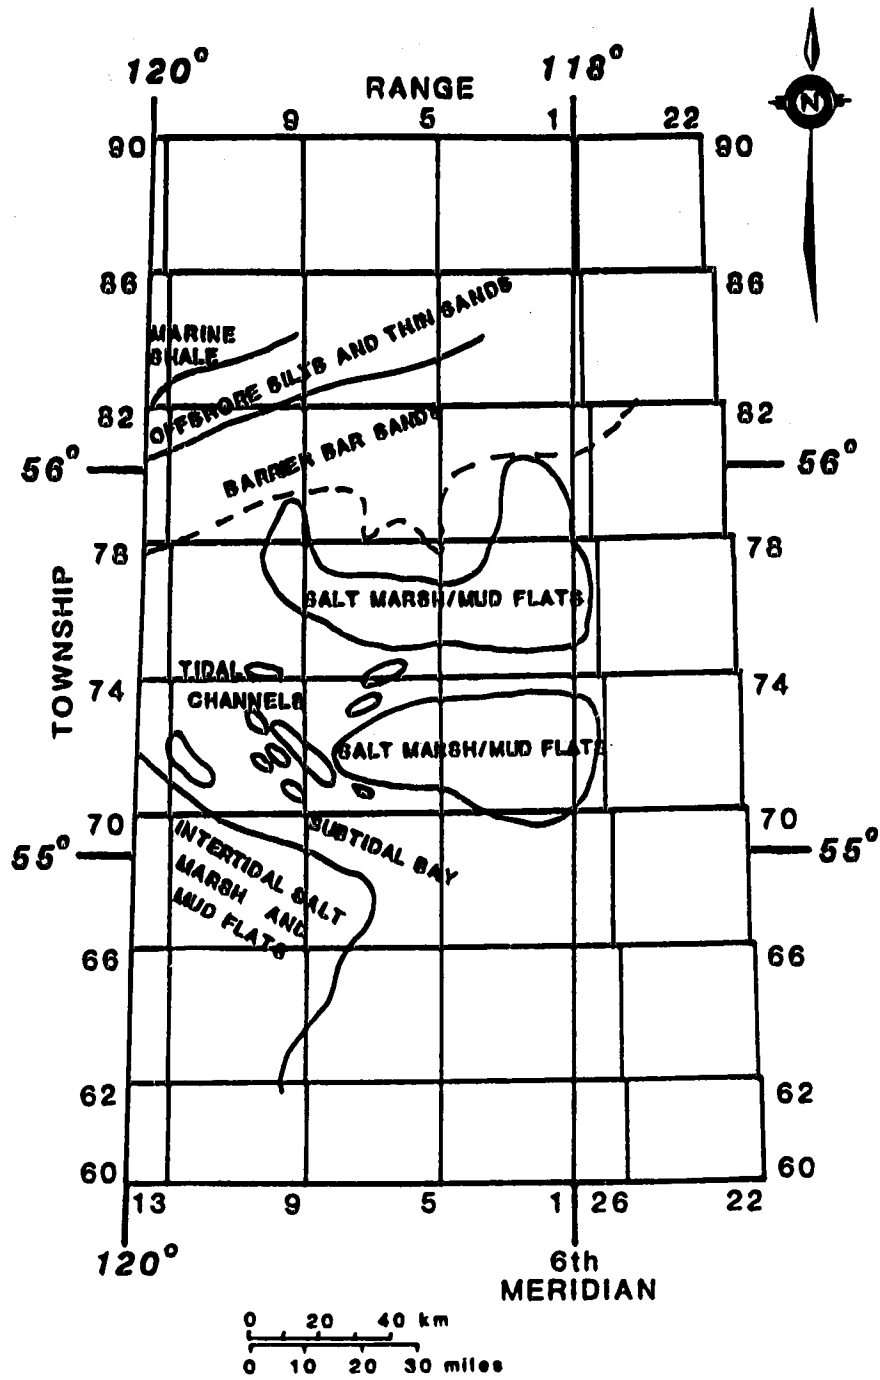 120° 118°
RANGE
N
9 5 1 22
90 90
86 86
MARINE
SHALE
OFFSHORE SILTS AND THIN SANDS
82 82
BARRIER BAR SANDS
56° 56°
78 78
TOWNSHIP
SALT MARSH/MUD FLATS
TIDAL
CHANNELS
74 74
SALT MARSH/MUD FLATS
70 70
SUBTIDAL BAY
55° 55°
INTERTIDAL SALT
MARSH AND
MUD FLATS
66 66
62 62
60 60
13 9 5 1 26 22
120° 6th
MERIDIAN
0 20 40 km
0 10 20 30 miles